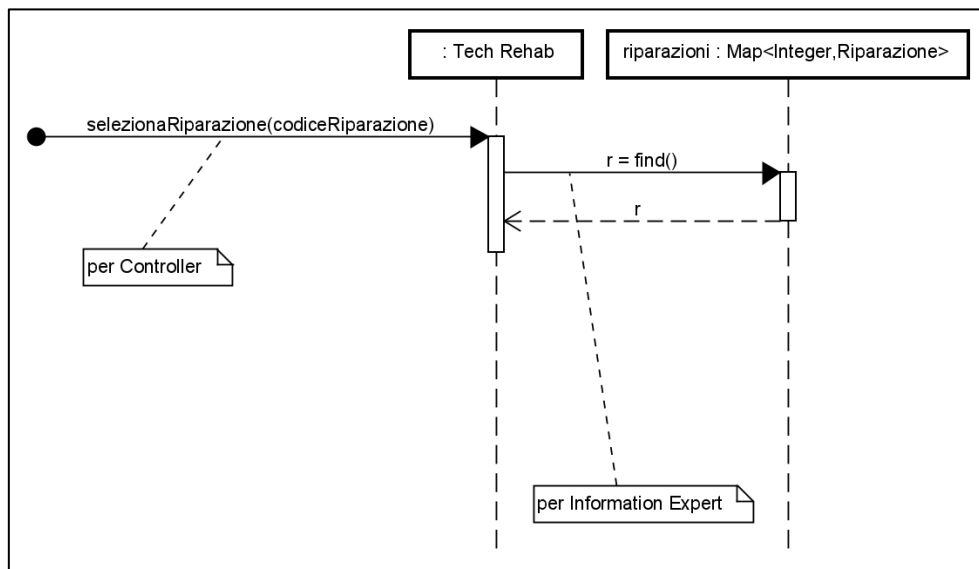 : Tech Rehab
riparazioni : Map<Integer,Riparazione>
selezionaRiparazione(codiceRiparazione)
r = find()
r
per Controller
per Information Expert